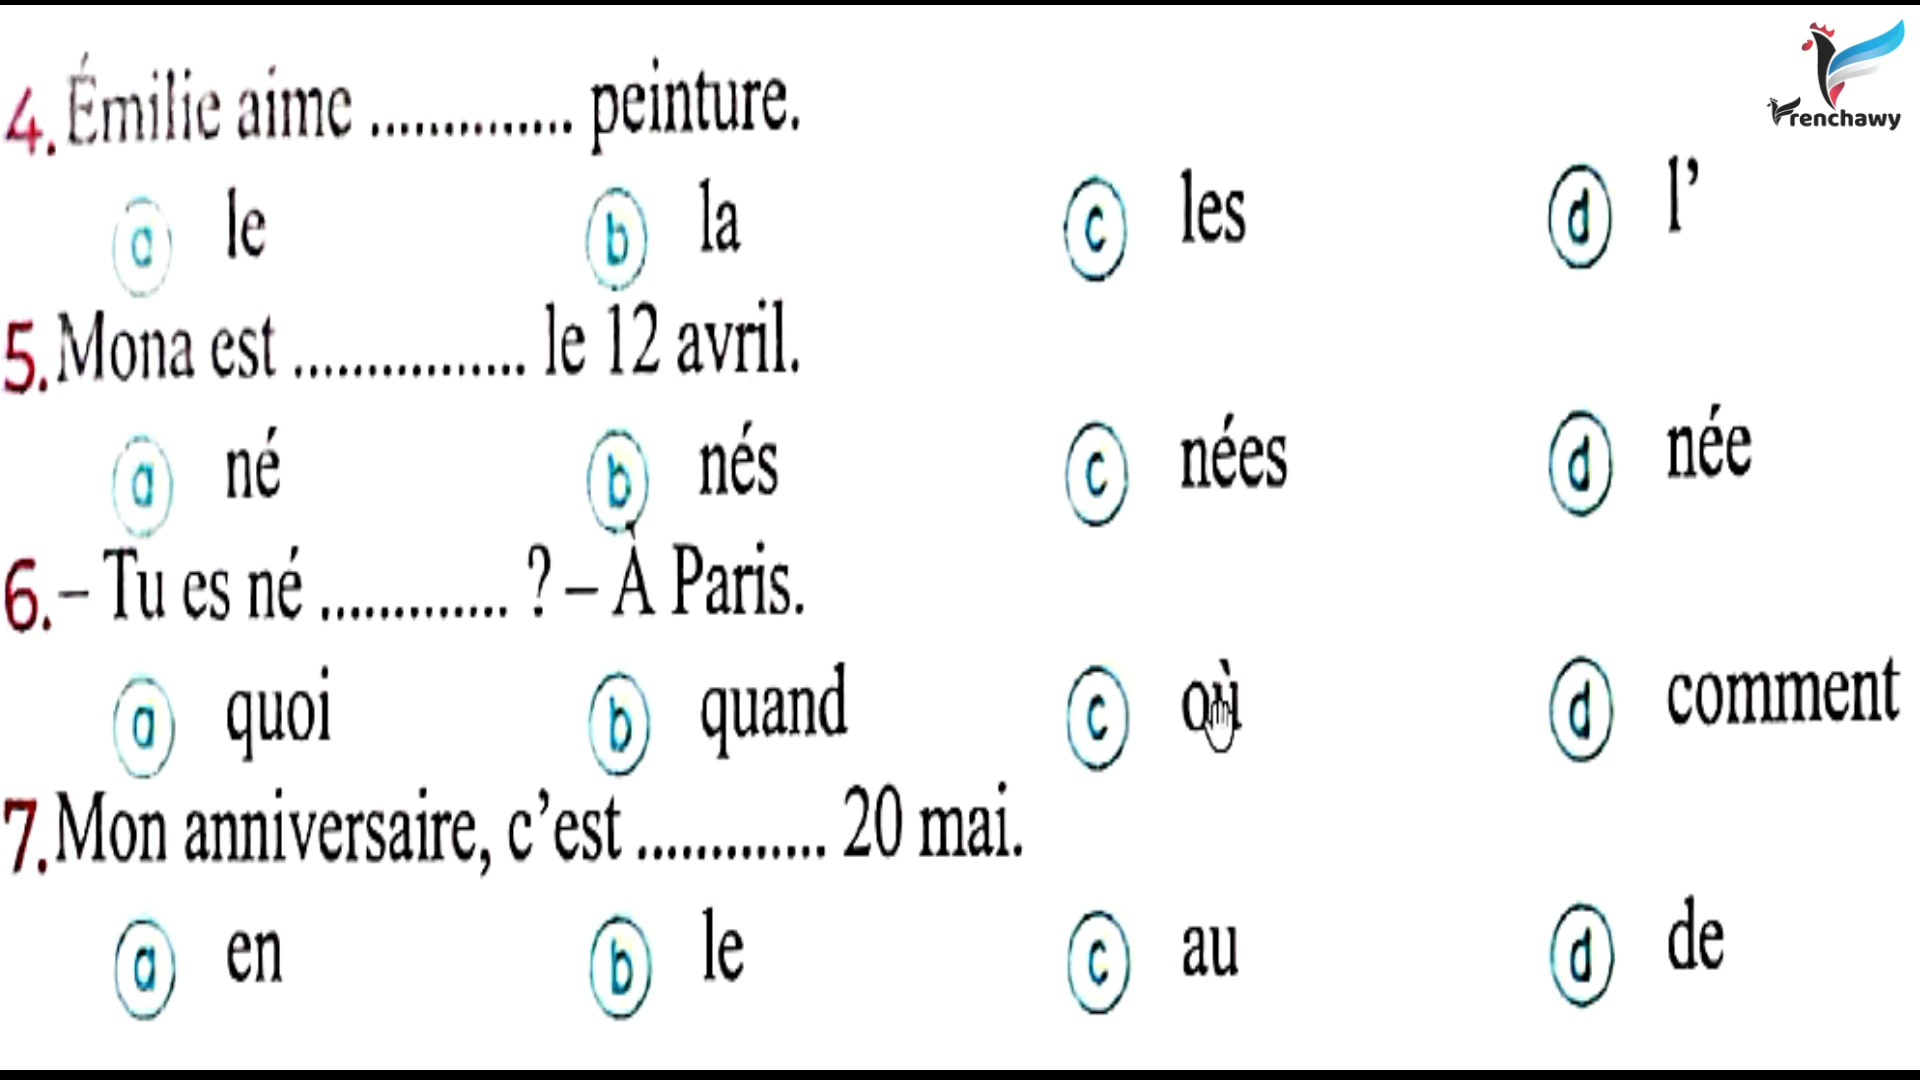 Frenchawy
4. Émilie aime .............. peinture.
a le b la c les d l’
5. Mona est ................ le 12 avril.
a né b nés c nées d née
6. – Tu es né ............. ? – À Paris.
a quoi b quand c où d comment
7. Mon anniversaire, c’est ............. 20 mai.
a en b le c au d de